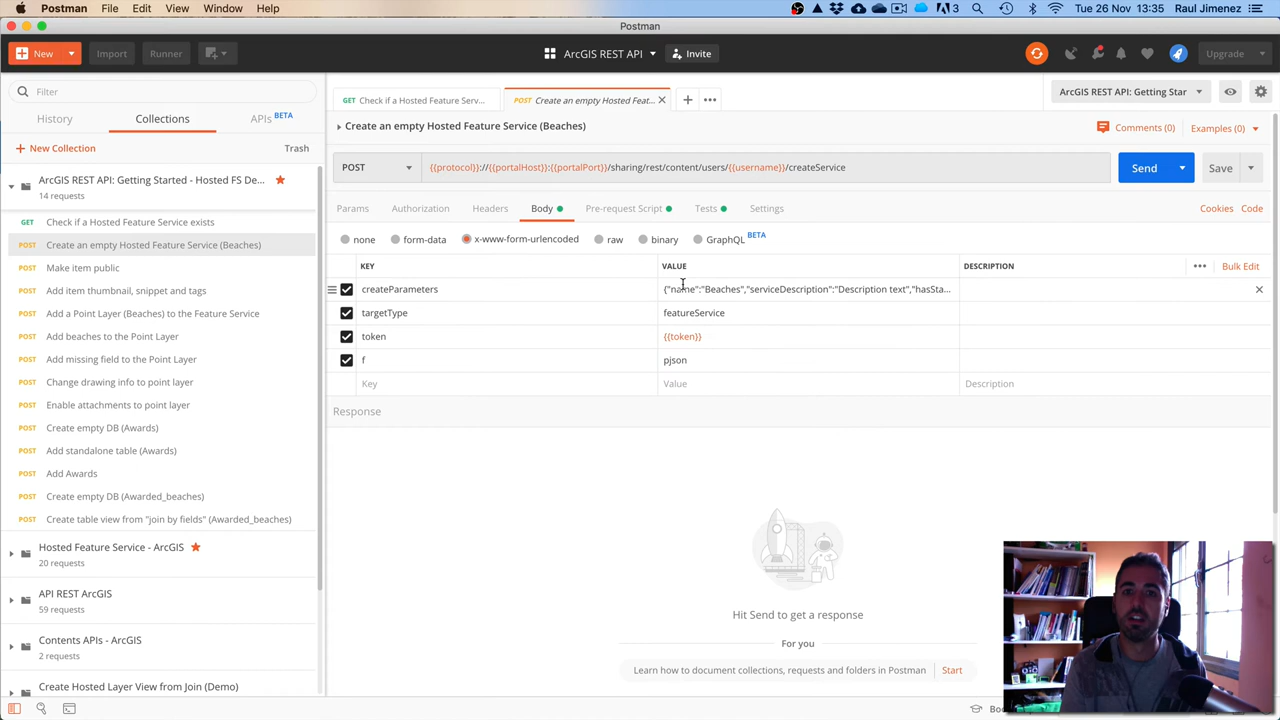 Postman File Edit View Window Help
3
Tue 26 Nov 13:35 Raul Jimenez
Postman
New Import Runner
ArcGIS REST API Invite
Upgrade
Filter
History Collections APIs BETA
New Collection Trash
ArcGIS REST API: Getting Started - Hosted FS De...
14 requests
GET Check if a Hosted Feature Service exists
POST Create an empty Hosted Feature Service (Beaches)
POST Make item public
POST Add item thumbnail, snippet and tags
POST Add a Point Layer (Beaches) to the Feature Service
POST Add beaches to the Point Layer
POST Add missing field to the Point Layer
POST Change drawing info to point layer
POST Enable attachments to point layer
POST Create empty DB (Awards)
POST Add standalone table (Awards)
POST Add Awards
POST Create empty DB (Awarded_beaches)
POST Create table view from "join by fields" (Awarded_beaches)
Hosted Feature Service - ArcGIS
20 requests
API REST ArcGIS
59 requests
Contents APIs - ArcGIS
2 requests
Create Hosted Layer View from Join (Demo)
GET Check if a Hosted Feature Serv... POST Create an empty Hosted Feat...
ArcGIS REST API: Getting Star
Create an empty Hosted Feature Service (Beaches)
Comments (0) Examples (0)
POST {{protocol}}://{{portalHost}}:{{portalPort}}/sharing/rest/content/users/{{username}}/createService
Send Save
Params Authorization Headers Body Pre-request Script Tests Settings
Cookies Code
none form-data x-www-form-urlencoded raw binary GraphQL BETA
KEY VALUE DESCRIPTION Bulk Edit
createParameters {"name":"Beaches","serviceDescription":"Description text","hasSta...
targetType featureService
token {{token}}
f pjson
Key Value Description
Response
Hit Send to get a response
For you
Learn how to document collections, requests and folders in Postman Start